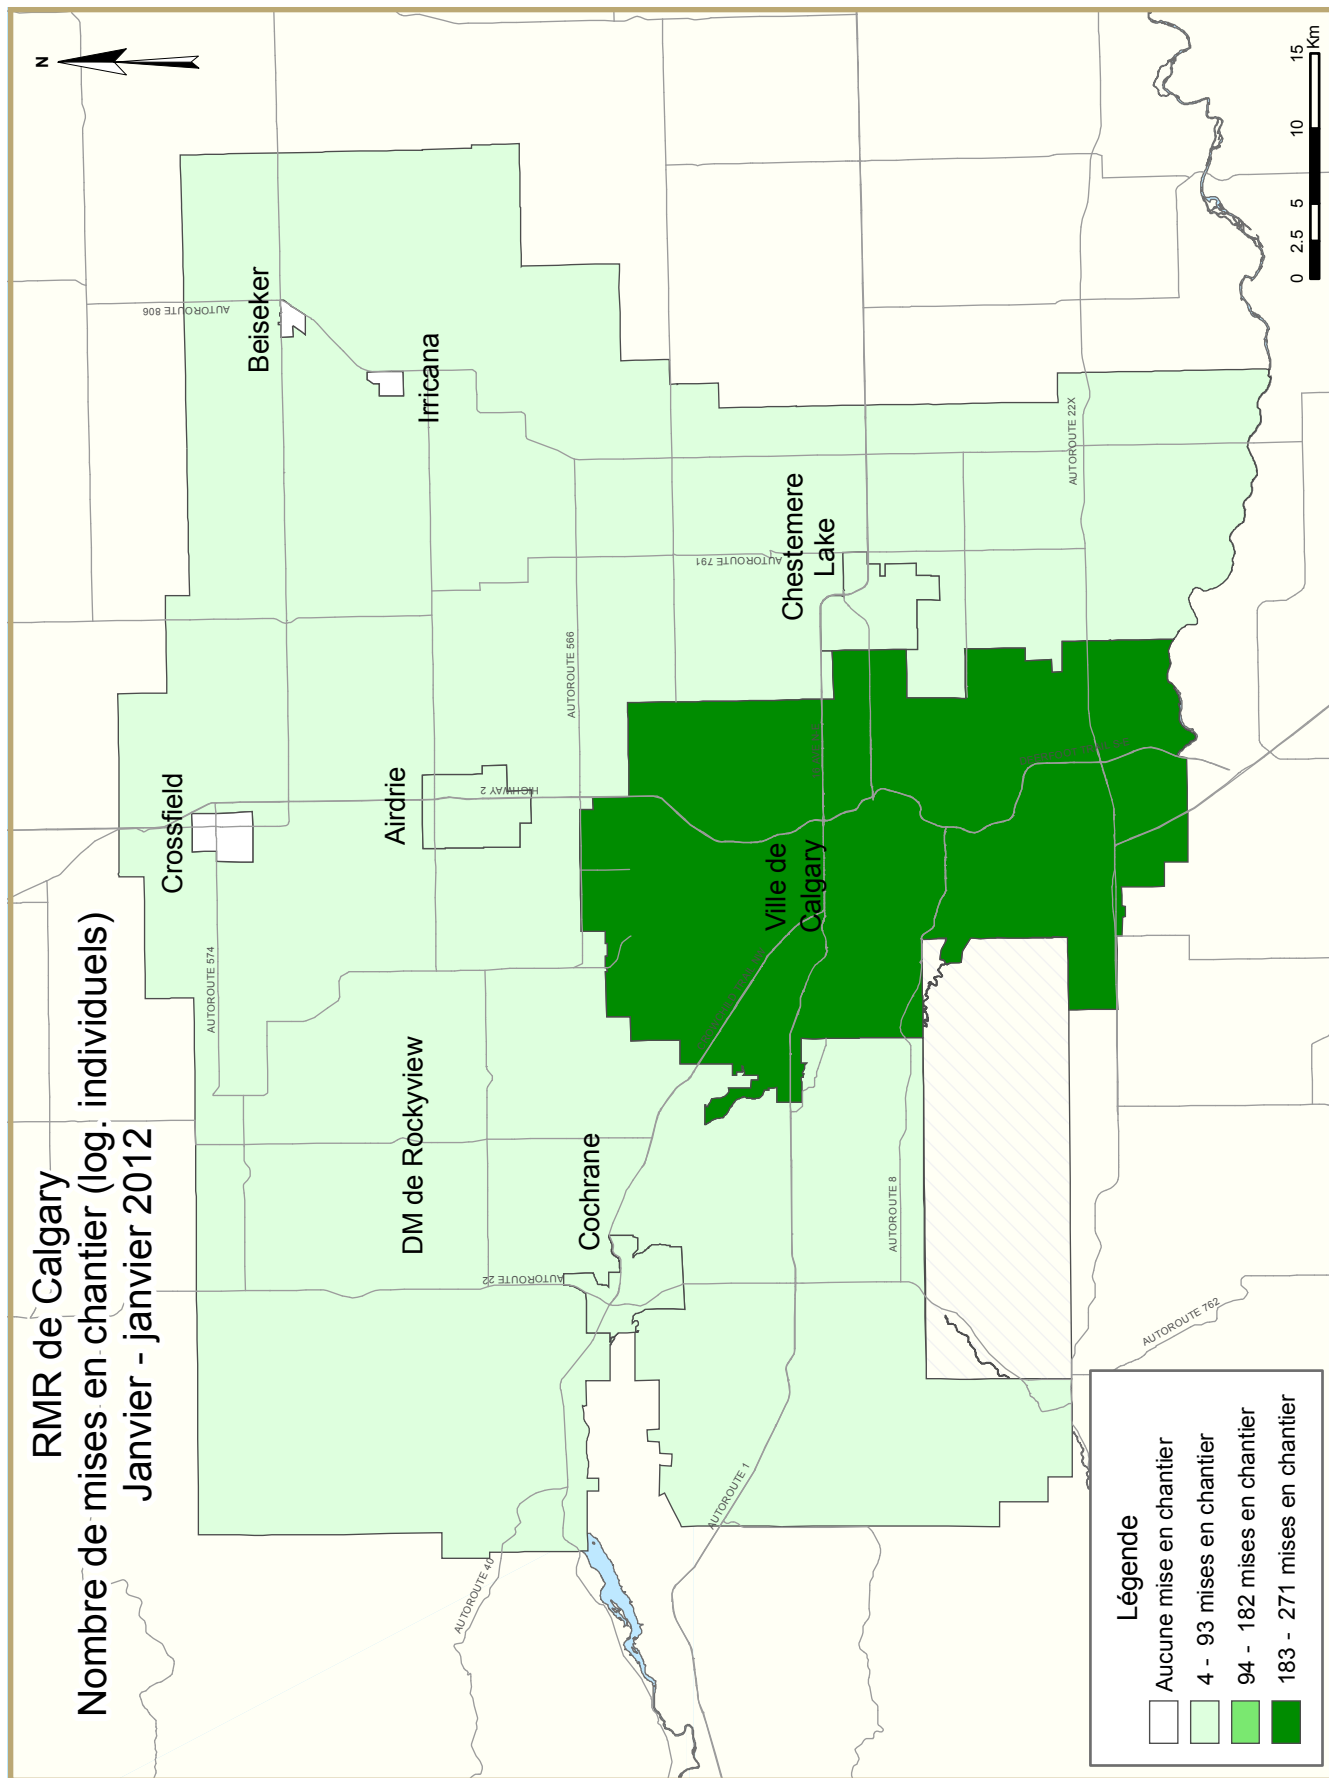 RMR de Calgary
Nombre de mises en chantier (log. individuels)
Janvier - janvier 2012
N
Crossfield
Beiseker
Irricana
Airdrie
DM de Rockyview
Cochrane
Chestemere
Lake
Ville de
Calgary
AUTOROUTE 574
AUTOROUTE 806
AUTOROUTE 566
HIGHWAY 2
AUTOROUTE 791
AUTOROUTE 22
AUTOROUTE 40
AUTOROUTE 1
AUTOROUTE 8
AUTOROUTE 22X
AUTOROUTE 762
Légende
Aucune mise en chantier
4 - 93 mises en chantier
94 - 182 mises en chantier
183 - 271 mises en chantier
0 2.5 5 10 15
Km